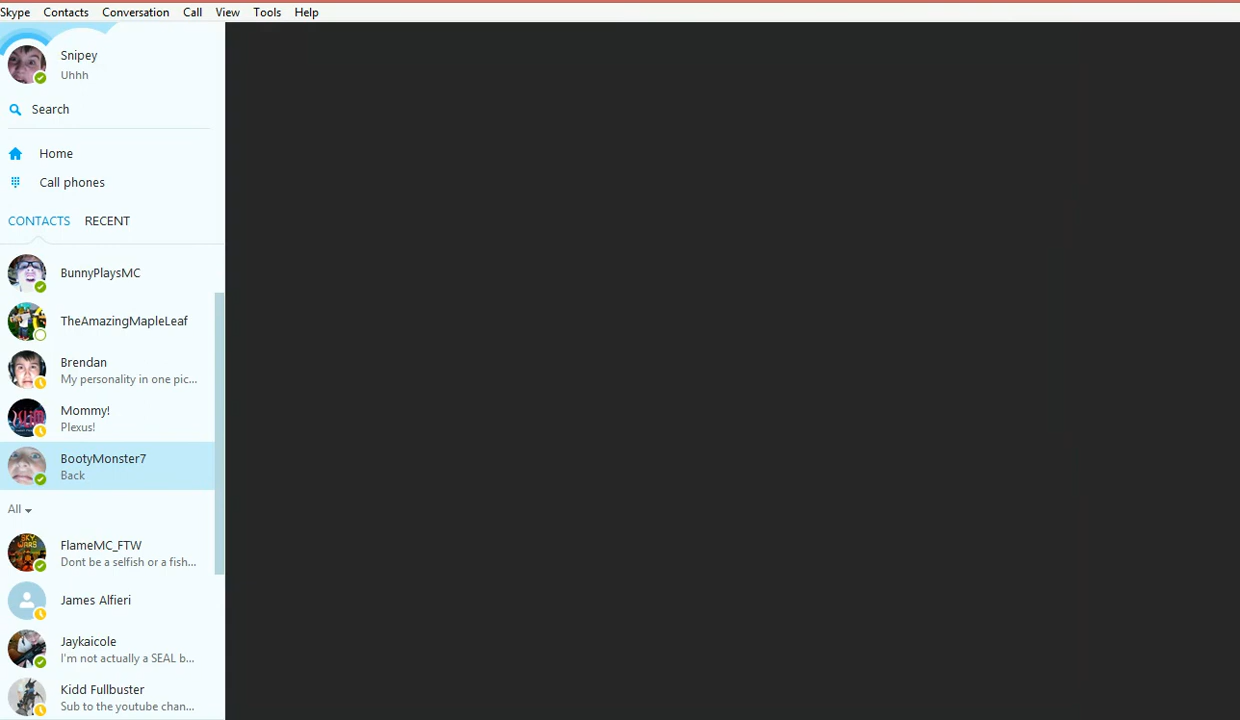 Skype Contacts Conversation Call View Tools Help
Snipey
Uhhh
Search
Home
Call phones
CONTACTS RECENT
BunnyPlaysMC
TheAmazingMapleLeaf
Brendan
My personality in one pic...
Mommy!
Plexus!
BootyMonster7
Back
All
FlameMC_FTW
Dont be a selfish or a fish...
James Alfieri
Jaykaicole
I'm not actually a SEAL b...
Kidd Fullbuster
Sub to the youtube chan...
SKY
WARS